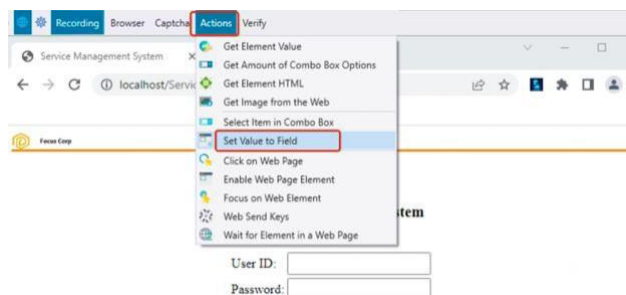 Recording Browser Captcha Actions Verify
Service Management System
Get Element Value
Get Amount of Combo Box Options
Get Element HTML
localhost/Servic
Get Image from the Web
Select Item in Combo Box
Set Value to Field
Focus Corp
Click on Web Page
Enable Web Page Element
Focus on Web Element
Web Send Keys
stem
Wait for Element in a Web Page
User ID:
Password: